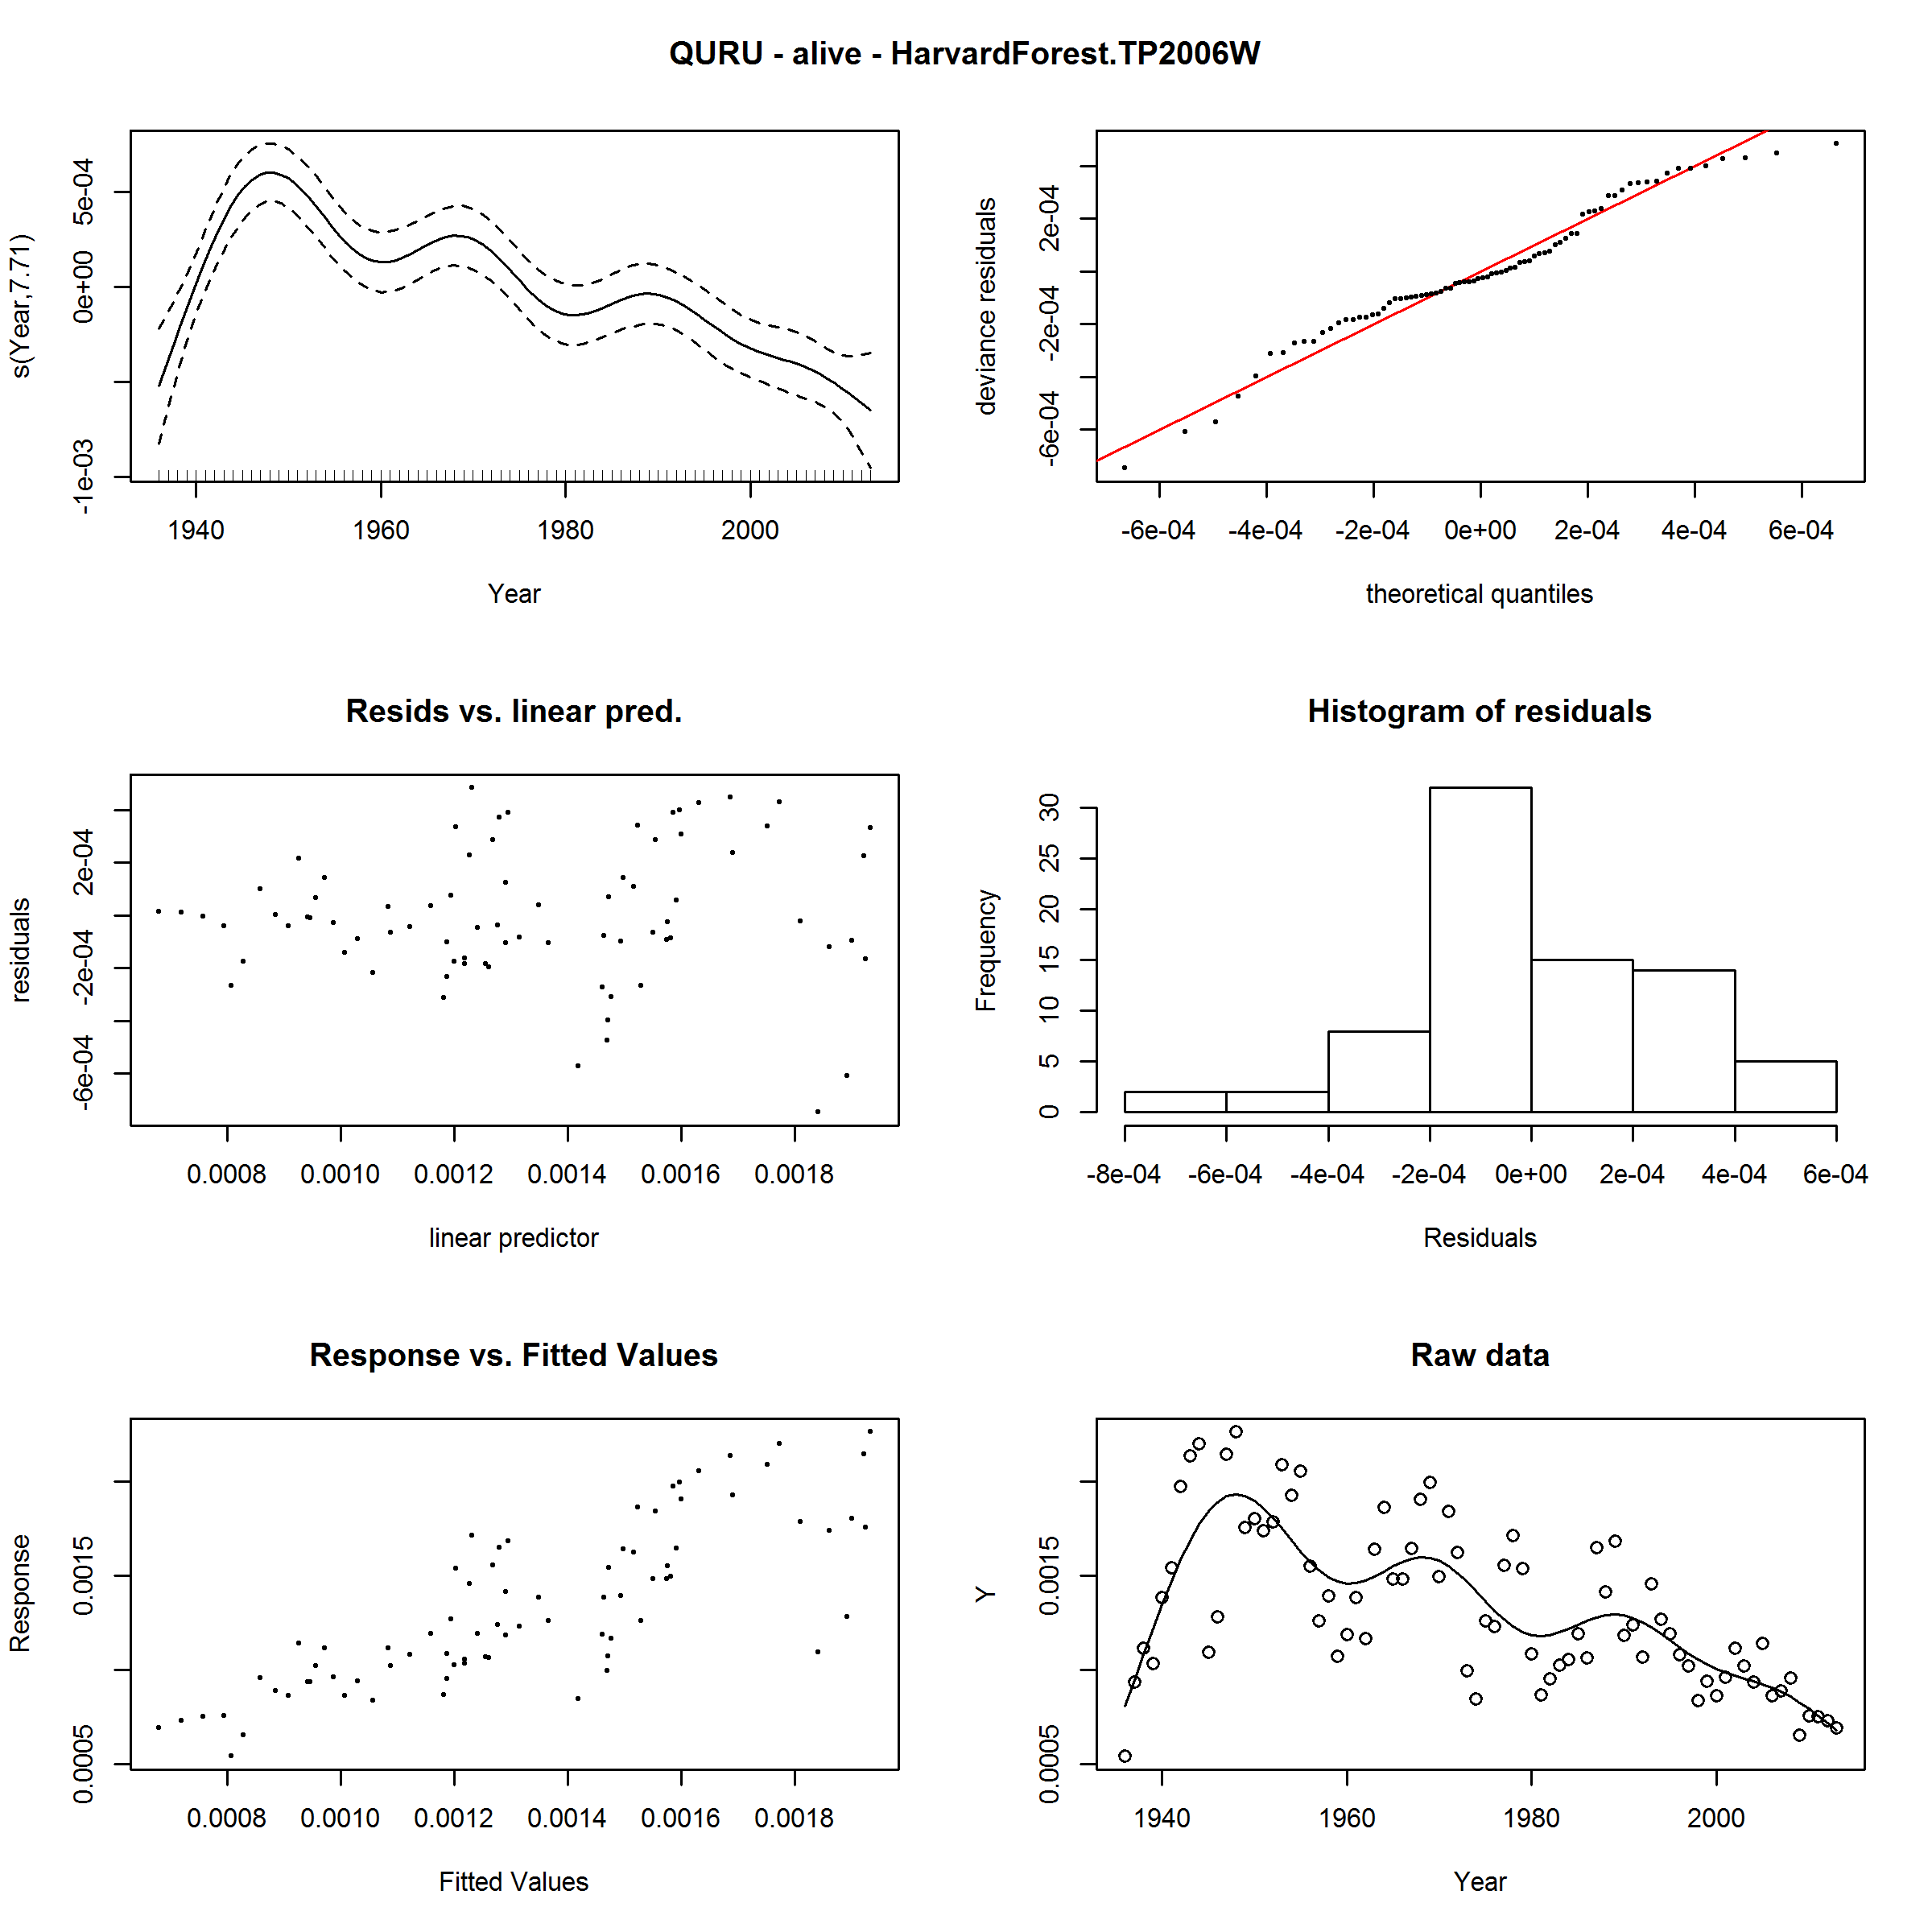 QURU - alive - HarvardForest.TP2006W
s(Year,7.71)
-1e-03 0e+00 5e-04
1940 1960 1980 2000
Year
deviance residuals
-6e-04 -2e-04 2e-04
-6e-04 -4e-04 -2e-04 0e+00 2e-04 4e-04 6e-04
theoretical quantiles
Resids vs. linear pred.
residuals
-6e-04 -2e-04 2e-04
0.0008 0.0010 0.0012 0.0014 0.0016 0.0018
linear predictor
Histogram of residuals
Frequency
0 5 10 15 20 25 30
-8e-04 -6e-04 -4e-04 -2e-04 0e+00 2e-04 4e-04 6e-04
Residuals
Response vs. Fitted Values
Response
0.0005 0.0015
0.0008 0.0010 0.0012 0.0014 0.0016 0.0018
Fitted Values
Raw data
Y
0.0005 0.0015
1940 1960 1980 2000
Year